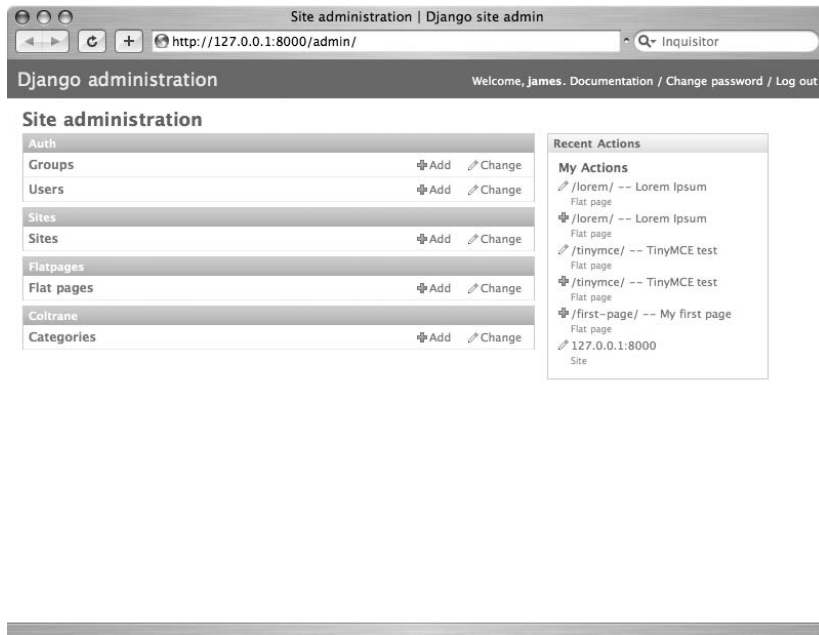 Site administration | Django site admin
http://127.0.0.1:8000/admin/
Inquisitor
Django administration
Welcome, james. Documentation / Change password / Log out
Site administration
Auth
Groups Add Change
Users Add Change
Sites
Sites Add Change
Flatpages
Flat pages Add Change
Coltrane
Categories Add Change
Recent Actions
My Actions
/lorem/ -- Lorem Ipsum
Flat page
/lorem/ -- Lorem Ipsum
Flat page
/tinymce/ -- TinyMCE test
Flat page
/tinymce/ -- TinyMCE test
Flat page
/first-page/ -- My first page
Flat page
127.0.0.1:8000
Site